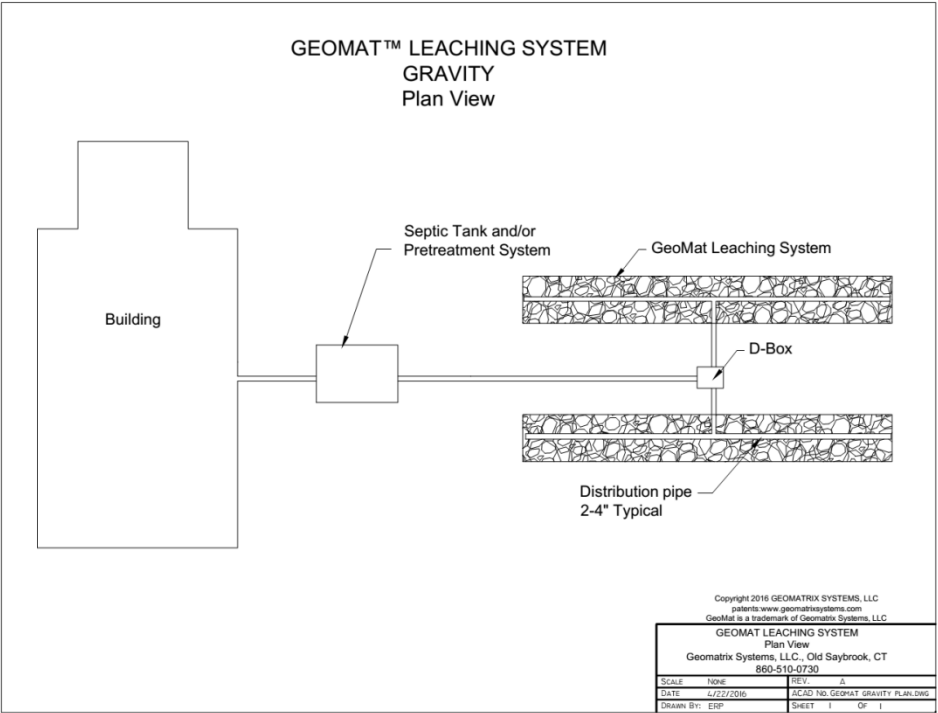 GEOMAT™ LEACHING SYSTEM
GRAVITY
Plan View
Septic Tank and/or
Pretreatment System
GeoMat Leaching System
Building
D-Box
Distribution pipe
2-4" Typical
Copyright 2016 GEOMATRIX SYSTEMS, LLC
patents:www.geomatrixsystems.com
GeoMat is a trademark of Geomatrix Systems, LLC
GEOMAT LEACHING SYSTEM
Plan View
Geomatrix Systems, LLC., Old Saybrook, CT
860-510-0730
SCALE NONE REV. A
DATE 4/22/2016 ACAD NO. GEOMAT GRAVITY PLAN.DWG
DRAWN BY: ERP SHEET 1 OF 1